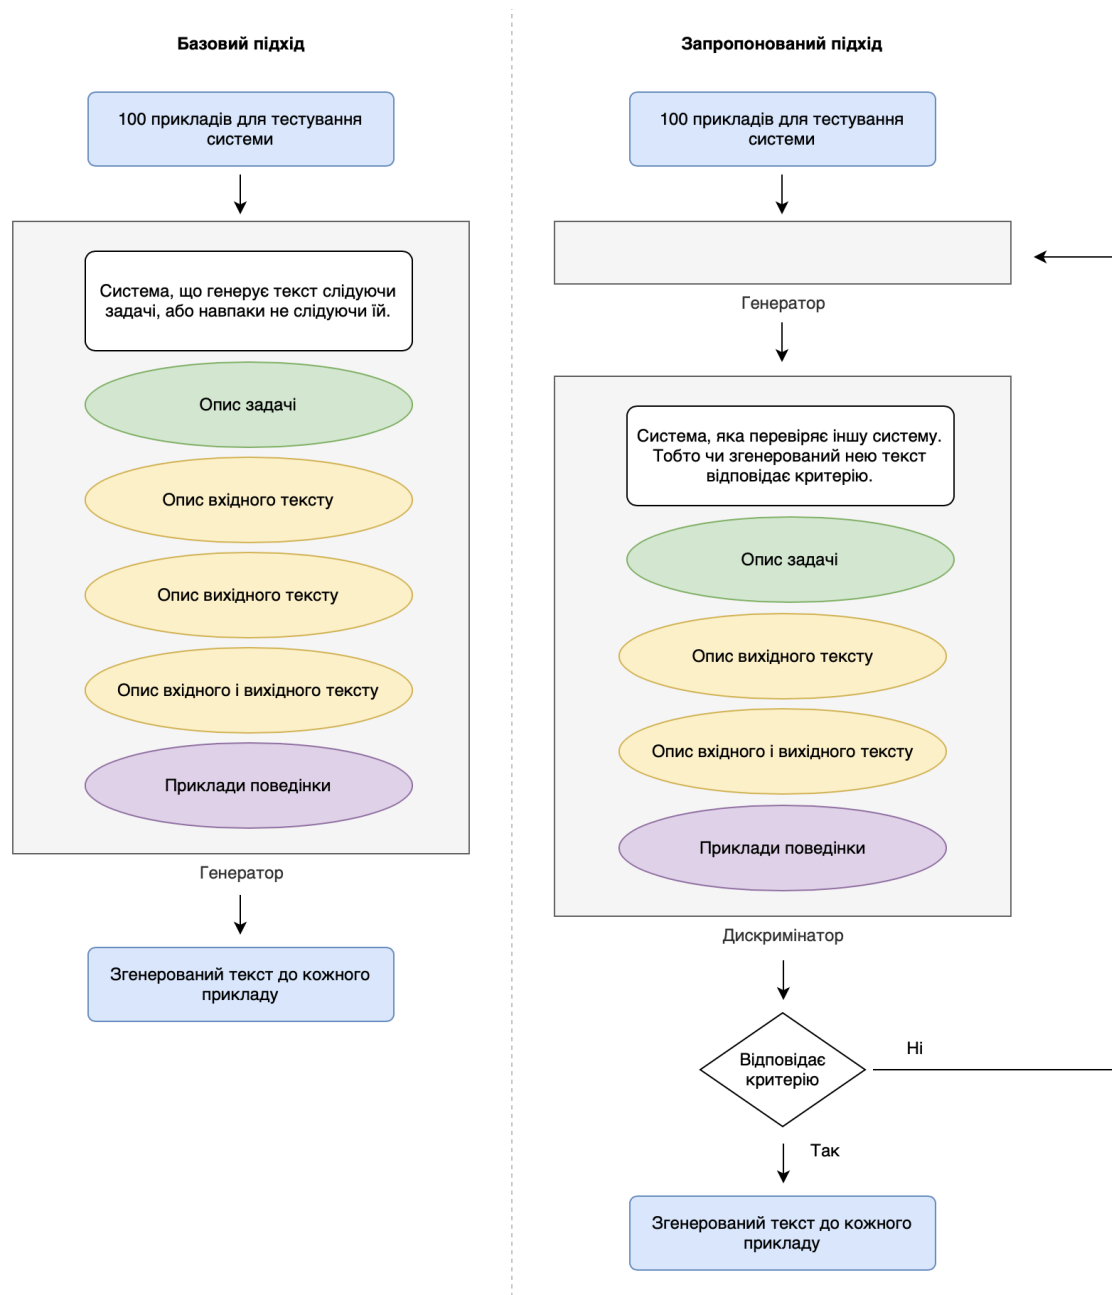 Базовий підхід
100 прикладів для тестування
системи
Система, що генерує текст слідуючи
задачі, або навпаки не слідуючи їй.
Опис задачі
Опис вхідного тексту
Опис вихідного тексту
Опис вхідного і вихідного тексту
Приклади поведінки
Генератор
Згенерований текст до кожного
прикладу
Запропонований підхід
100 прикладів для тестування
системи
Генератор
Система, яка перевіряє іншу систему.
Тобто чи згенерований нею текст
відповідає критерію.
Опис задачі
Опис вихідного тексту
Опис вхідного і вихідного тексту
Приклади поведінки
Дискримінатор
Відповідає
критерію
Ні
Так
Згенерований текст до кожного
прикладу